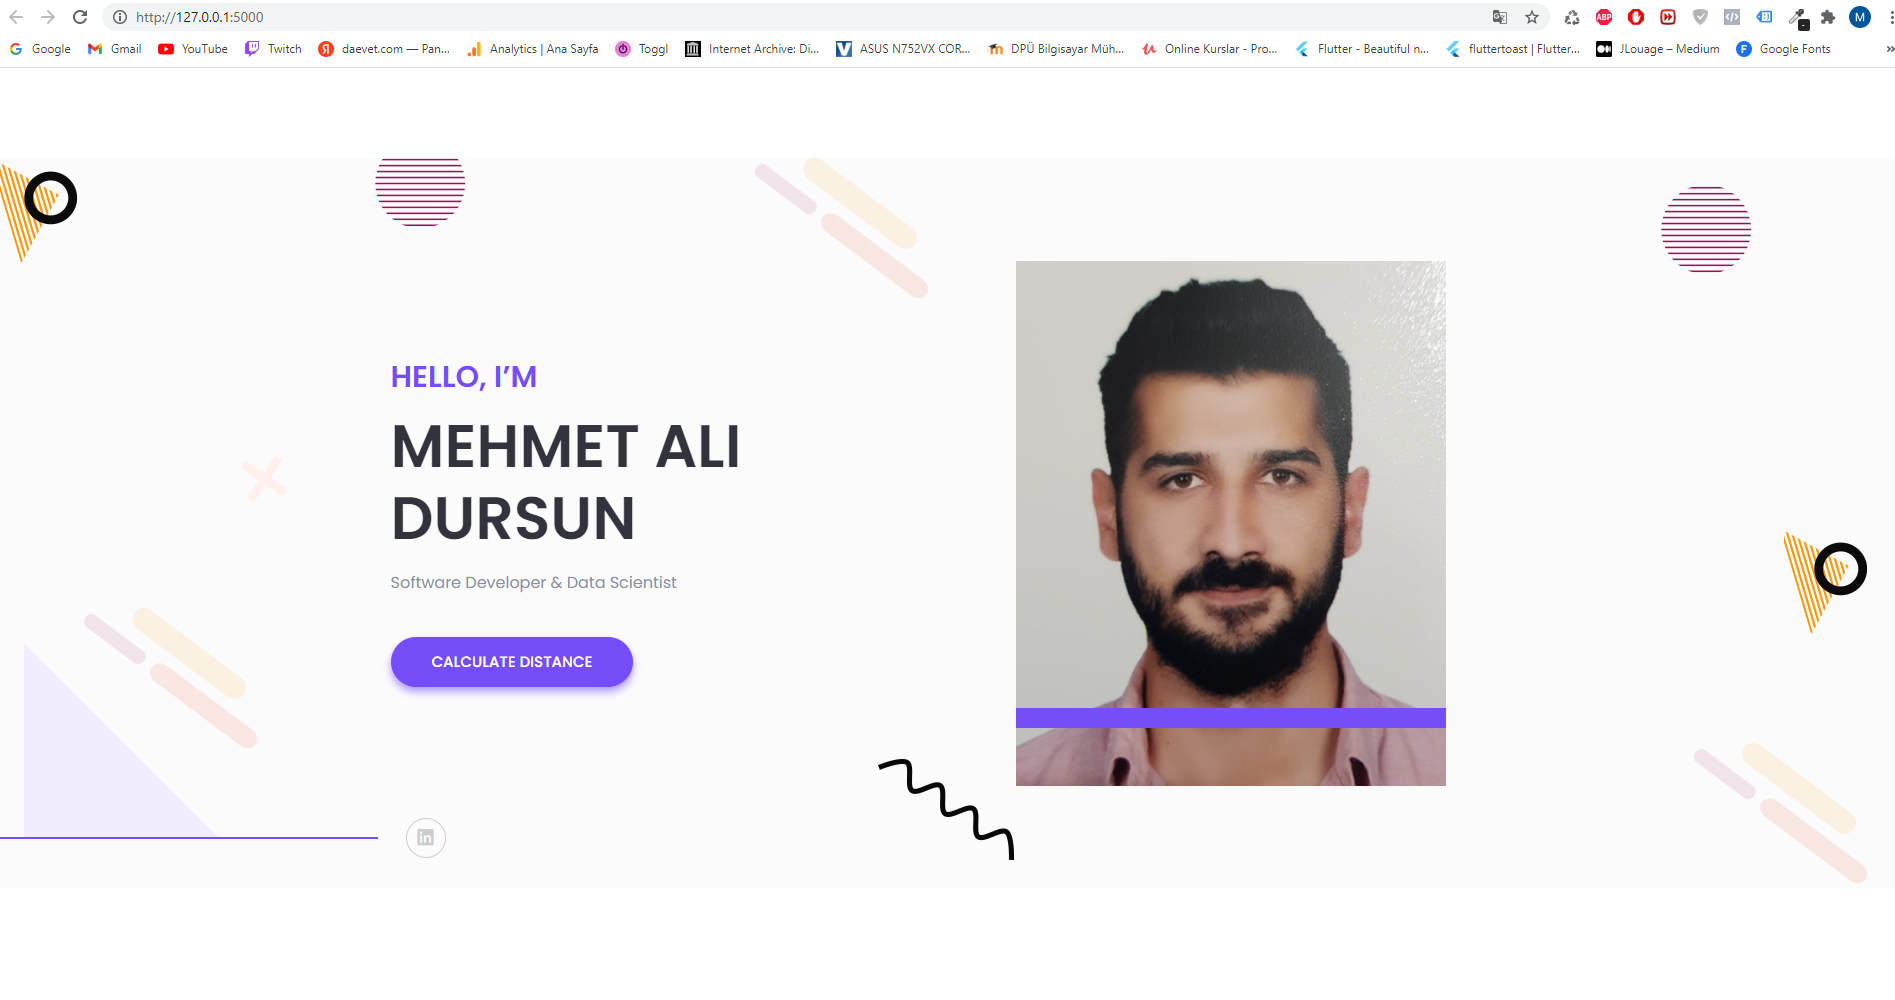 http://127.0.0.1:5000
ABP
M
Google
Gmail
YouTube
Twitch
daevet.com — Pan...
Analytics | Ana Sayfa
Toggl
Internet Archive: Di...
ASUS N752VX COR...
DPÜ Bilgisayar Müh...
Online Kurslar - Pro...
Flutter - Beautiful n...
fluttertoast | Flutter...
JLouage – Medium
F
Google Fonts
»
HELLO, I’M
MEHMET ALI
DURSUN
Software Developer & Data Scientist
CALCULATE DISTANCE
in